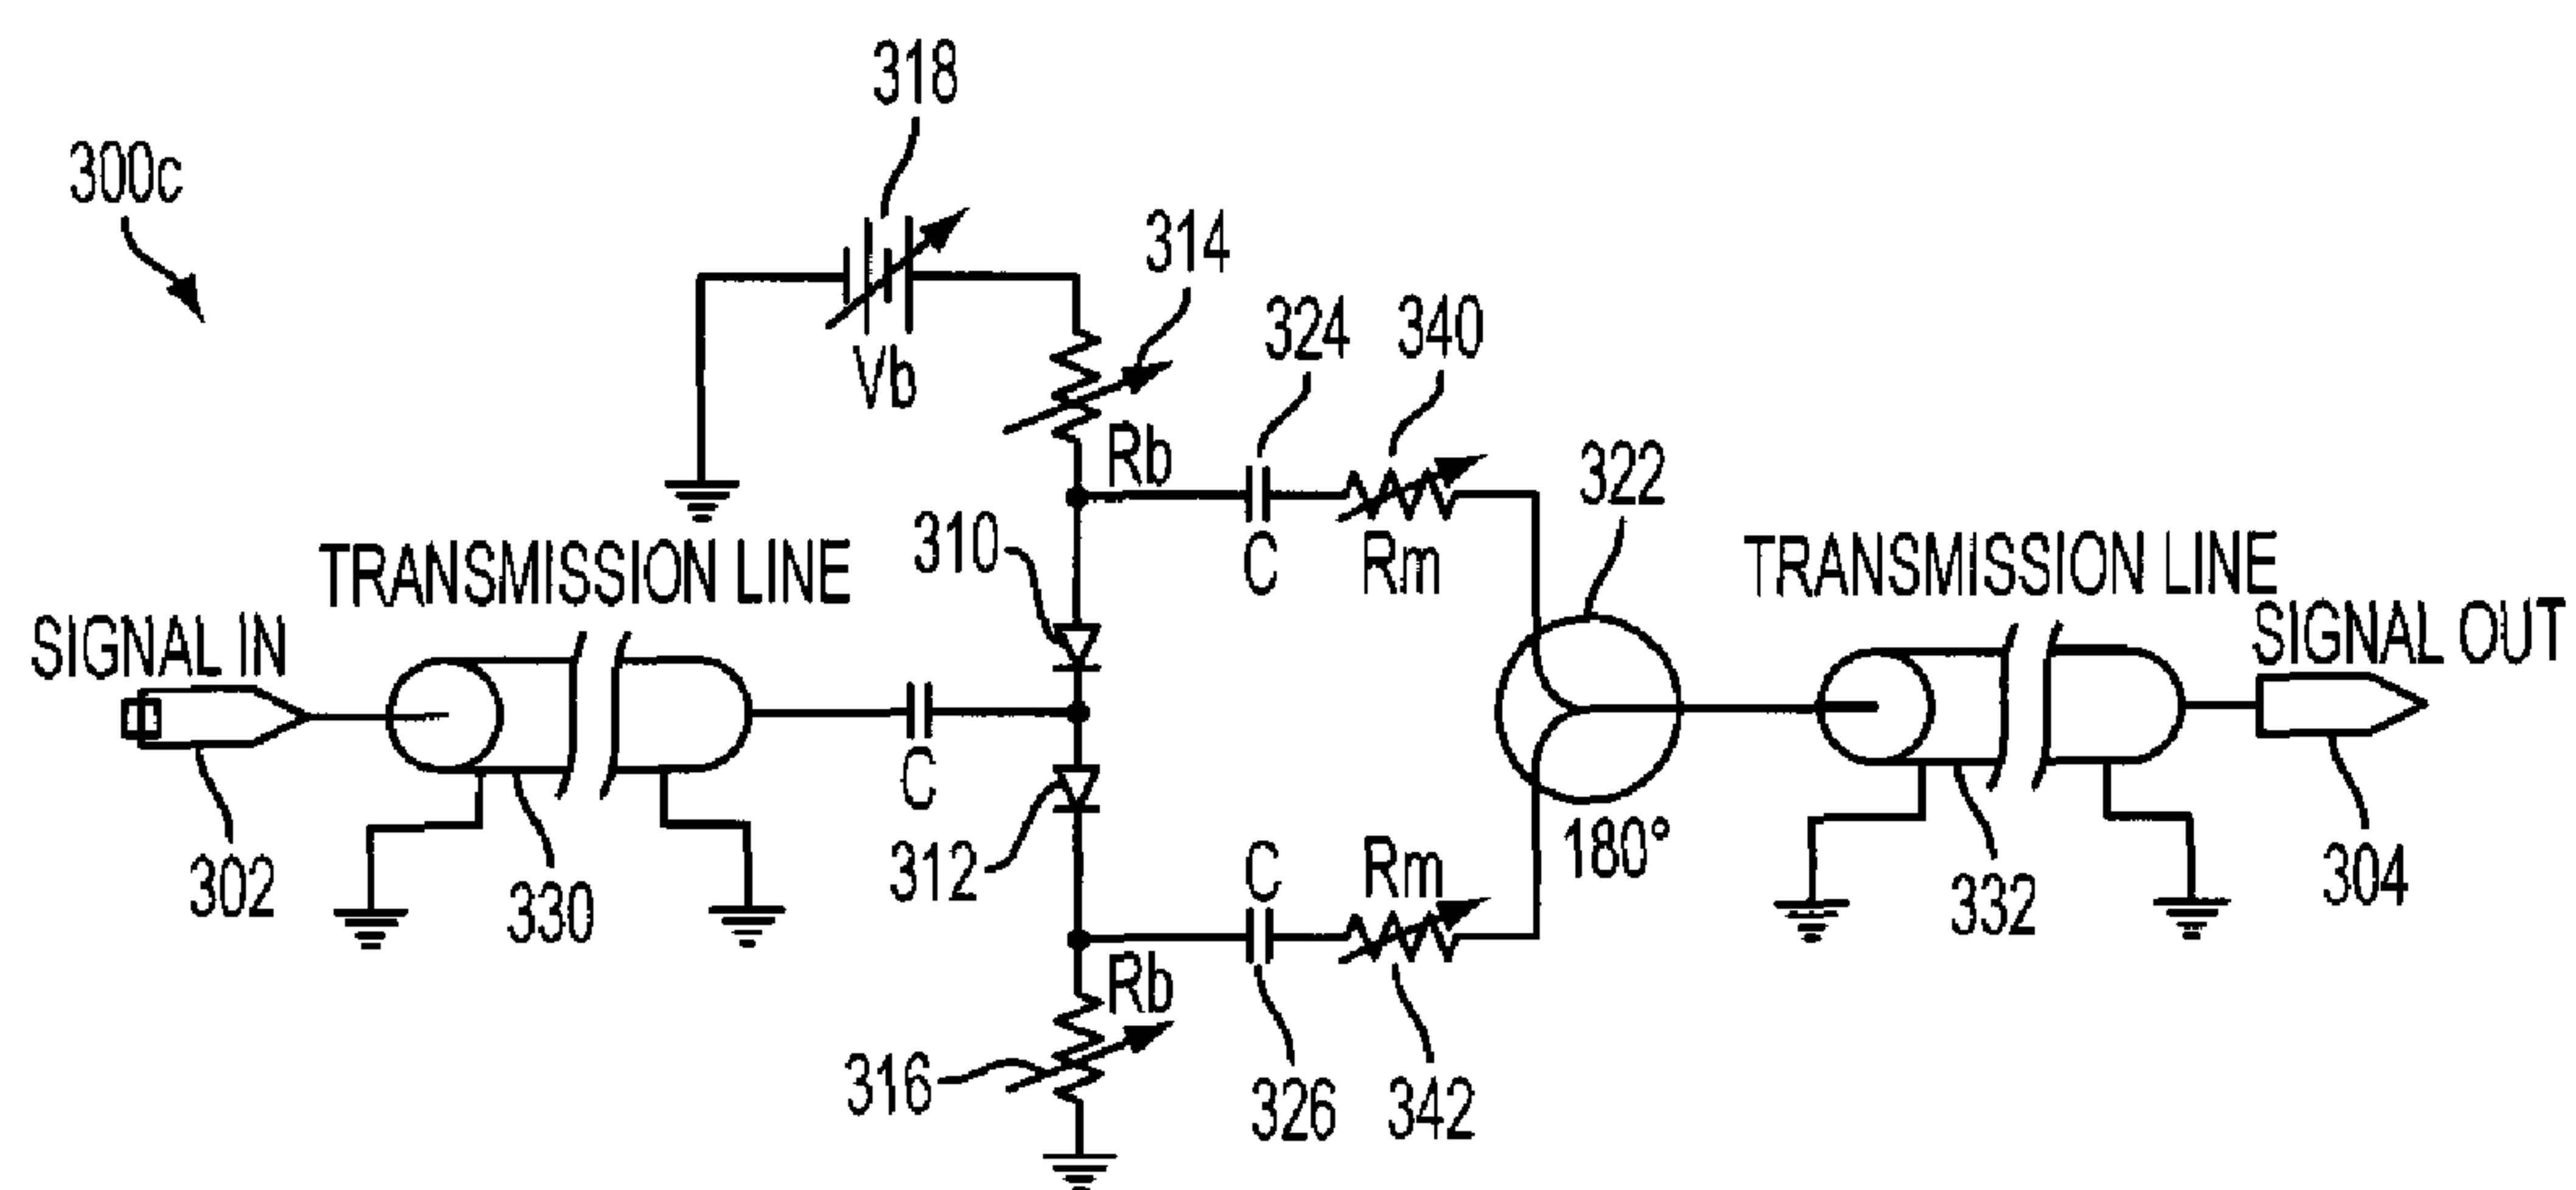 318
300c
314
324
340
Vb
Rb
322
310
C
Rm
TRANSMISSION LINE
TRANSMISSION LINE
SIGNAL IN
SIGNAL OUT
C
312
180°
302
330
C
Rm
332
304
Rb
316
326
342